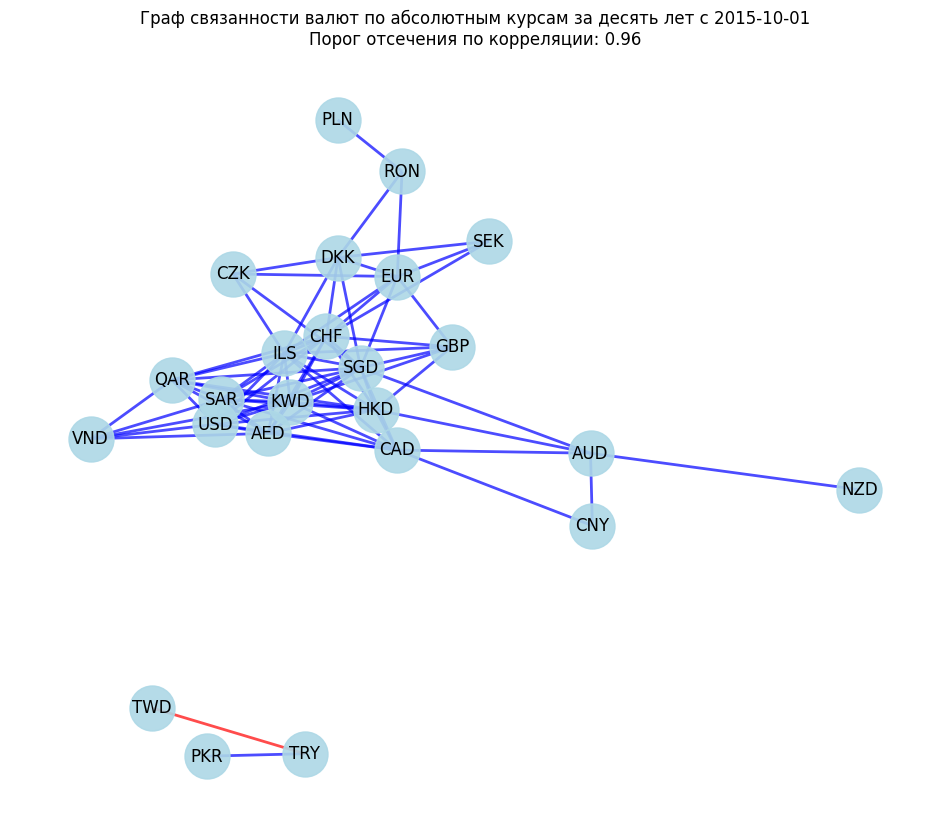 Граф связанности валют по абсолютным курсам за десять лет с 2015-10-01
Порог отсечения по корреляции: 0.96
PLN
RON
SEK
DKK
CZK
EUR
CHF
GBP
ILS
SGD
QAR
SAR
KWD
HKD
USD
AED
VND
CAD
AUD
NZD
CNY
TWD
PKR
TRY